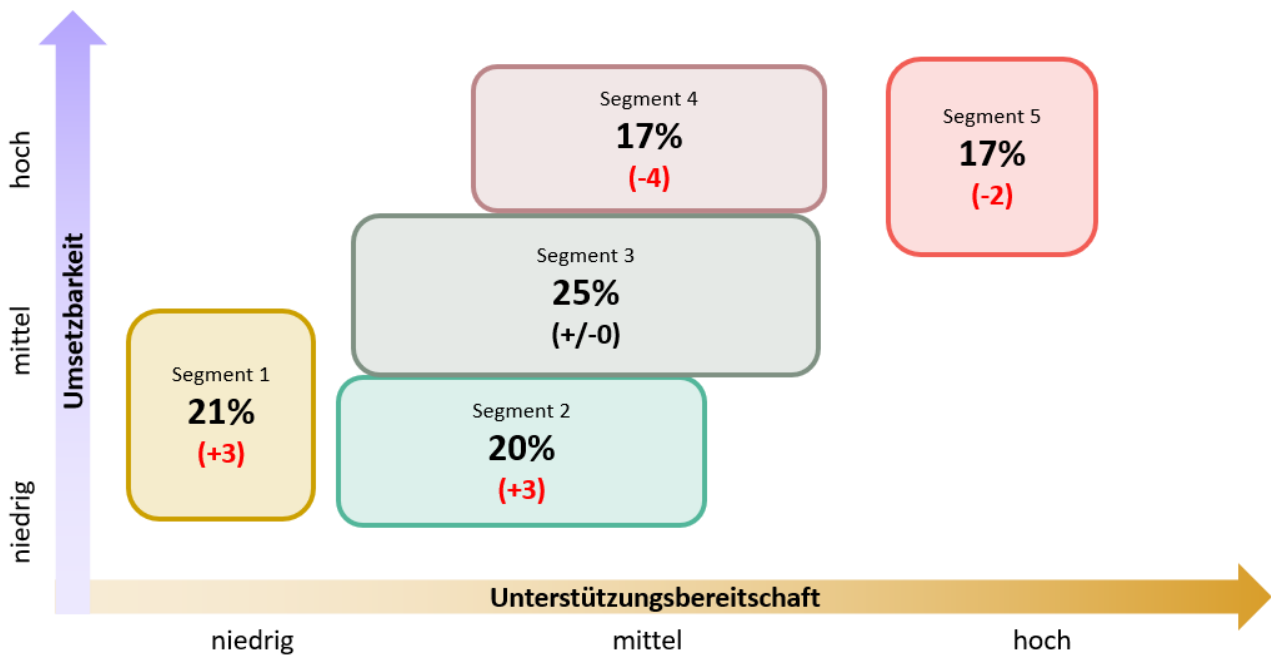 Segment 4
17%
(-4)
Segment 5
17%
(-2)
hoch
Segment 3
25%
(+/-0)
Umsetzbarkeit
mittel
Segment 1
21%
(+3)
Segment 2
20%
(+3)
niedrig
Unterstützungsbereitschaft
niedrig
mittel
hoch